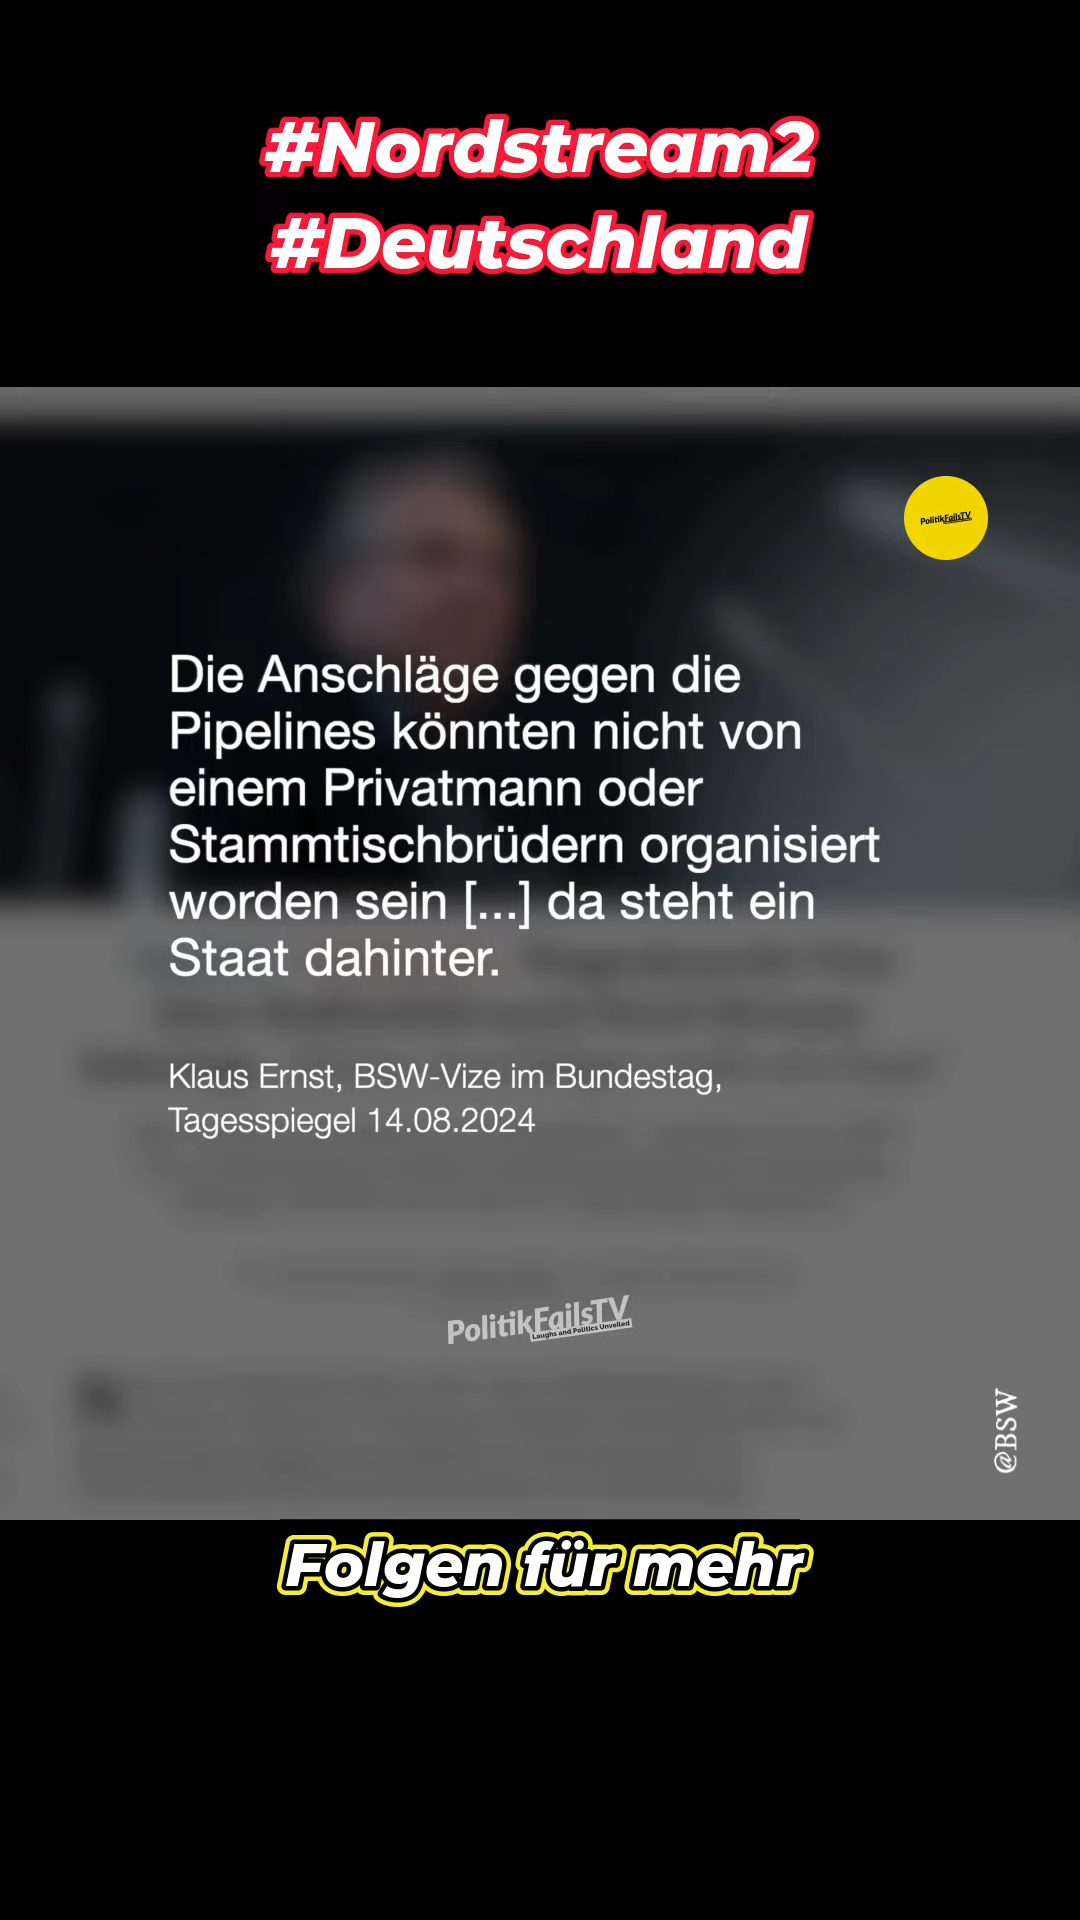 #Nordstream2
#Deutschland
PolitikFailsTV
Die Anschläge gegen die
Pipelines könnten nicht von
einem Privatmann oder
Stammtischbrüdern organisiert
worden sein [...] da steht ein
Staat dahinter.
Klaus Ernst, BSW-Vize im Bundestag,
Tagesspiegel 14.08.2024
PolitikFailsTV
Laughs and Politics Unveiled
@BSW
Folgen für mehr